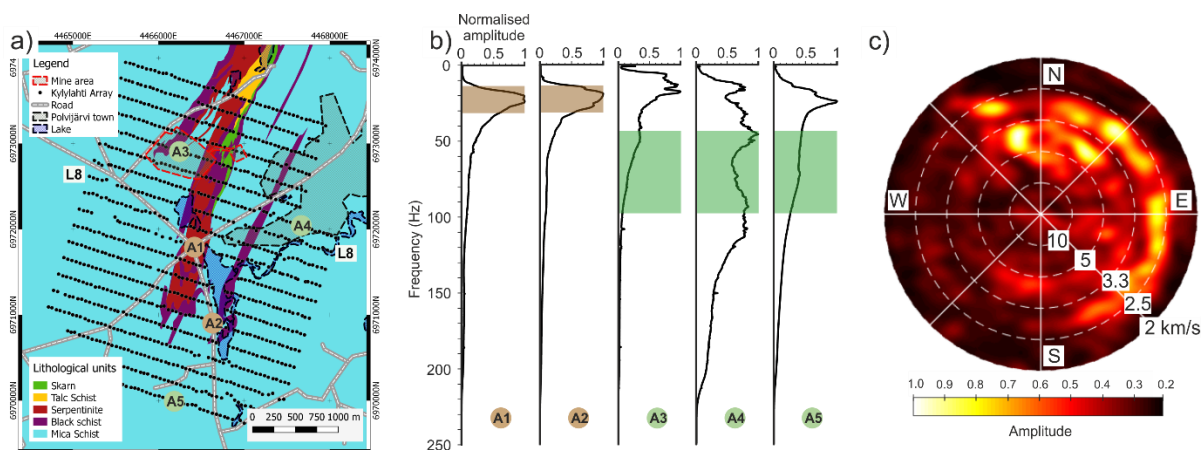 a)
4465000E
4466000E
4467000E
4468000E
6974
6974000N
Legend
Mine area
Kylylahti Array
Road
Polvijärvi town
Lake
6973000N
6973000N
A3
L8
6972000N
6972000N
A4
A1
L8
6971000N
6971000N
A2
Lithological units
Skarn
Talc Schist
Serpentinite
Black schist
Mica Schist
6970000N
6970000N
A5
0 250 500 750 1000 m
b)
Normalised
amplitude
0 0.5 1
0.5 1
0.5 1
0.5 1
0.5 1
Frequency (Hz)
0
50
100
150
200
250
A1
A2
A3
A4
A5
c)
N
W
E
S
10
5
3.3
2.5
2 km/s
1.0 0.9 0.8 0.7 0.6 0.5 0.4 0.3 0.2
Amplitude